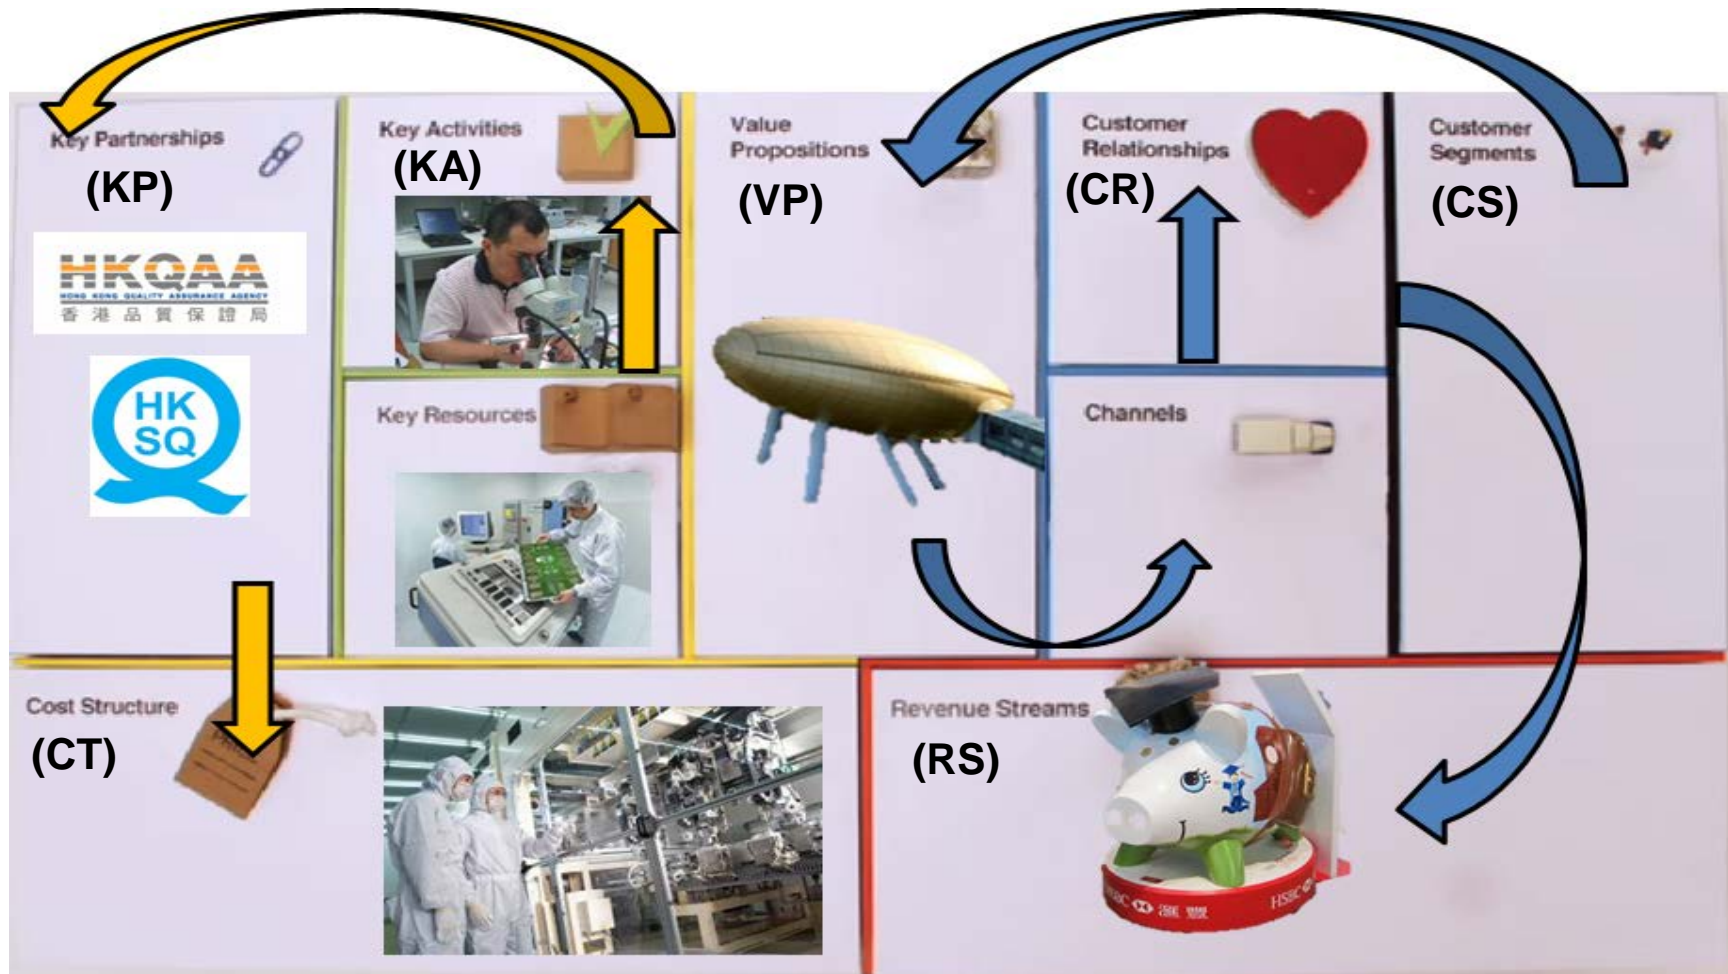 Key Partnerships
(KP)
HKQAA
HONG KONG QUALITY ASSURANCE AGENCY
香港品質保證局
HK
SQ
Key Activities
(KA)
Key Resources
Value
Propositions
(VP)
Customer
Relationships
(CR)
Channels
Customer
Segments
(CS)
Cost Structure
(CT)
Revenue Streams
(RS)
HSBC
HSBC